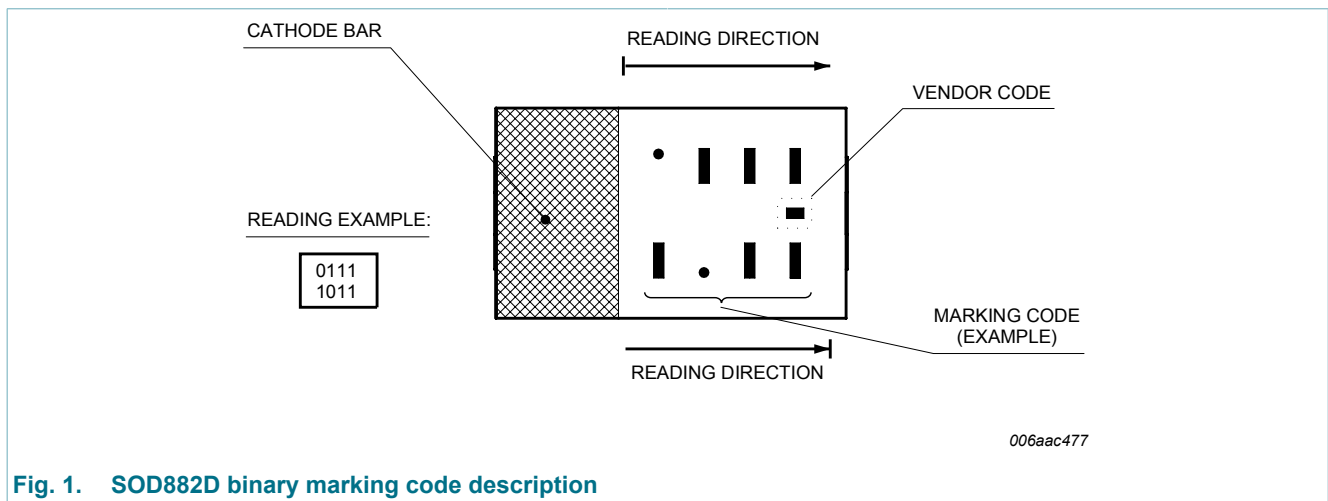 CATHODE BAR
READING DIRECTION
VENDOR CODE
READING EXAMPLE:
0111
1011
MARKING CODE
(EXAMPLE)
READING DIRECTION
006aac477
Fig. 1. SOD882D binary marking code description